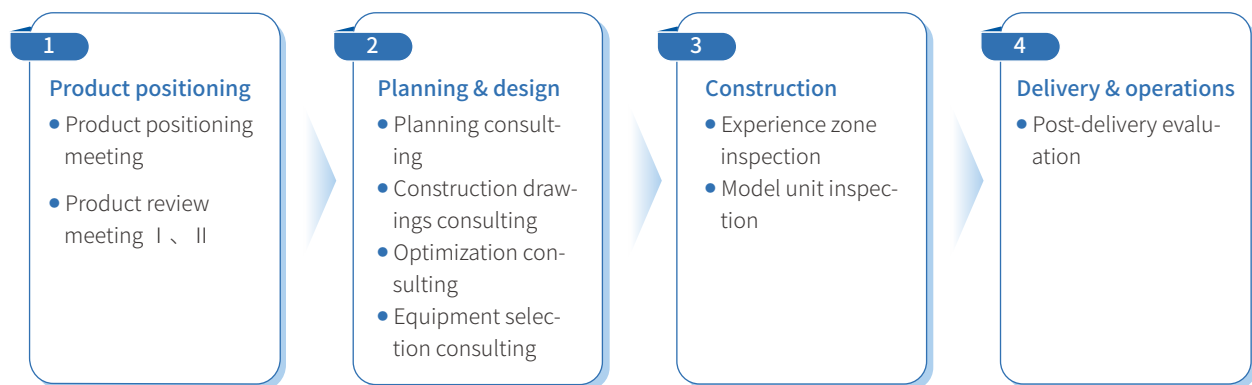 1
Product positioning
● Product positioning
meeting
● Product review
meeting Ⅰ、Ⅱ
2
Planning & design
● Planning consult-
ing
● Construction draw-
ings consulting
● Optimization con-
sulting
● Equipment selec-
tion consulting
3
Construction
● Experience zone
inspection
● Model unit inspec-
tion
4
Delivery & operations
● Post-delivery evalu-
ation